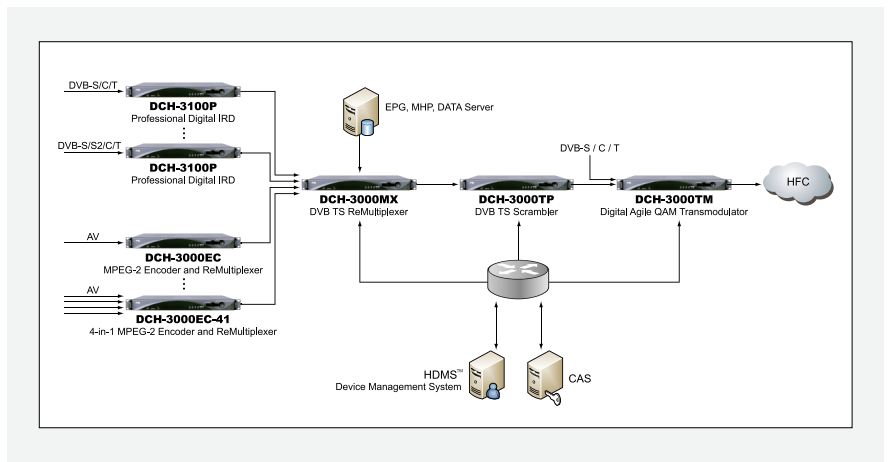 DVB-S/C/T
DCH-3100P
Professional Digital IRD
DVB-S/S2/C/T
DCH-3100P
Professional Digital IRD
AV
DCH-3000EC
MPEG-2 Encoder and ReMultiplexer
AV
DCH-3000EC-41
4-in-1 MPEG-2 Encoder and ReMultiplexer
EPG, MHP, DATA Server
DCH-3000MX
DVB TS ReMultiplexer
DCH-3000TP
DVB TS Scrambler
DVB-S / C / T
DCH-3000TM
Digital Agile QAM Transmodulator
HFC
HDMS™
Device Management System
CAS